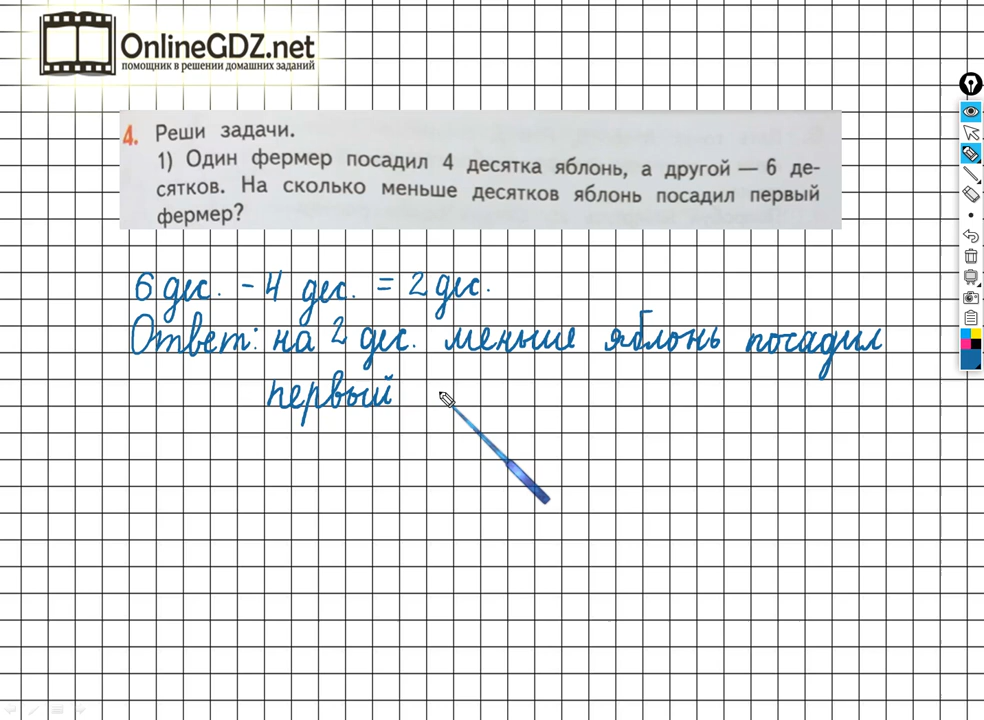 OnlineGDZ.net
помощник в решении домашних заданий
4. Реши задачи.
1) Один фермер посадил 4 десятка яблонь, а другой — 6 де-
сятков. На сколько меньше десятков яблонь посадил первый
фермер?
6 дес. - 4 дес. = 2 дес.
Ответ: на 2 дес. меньше яблонь посадил
первый